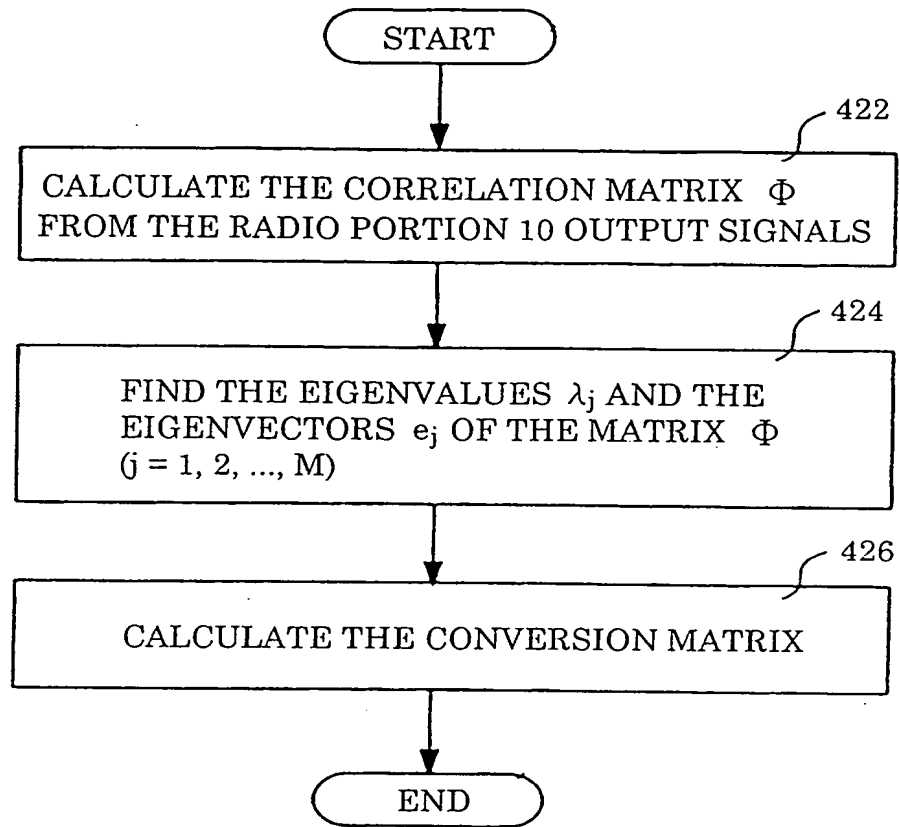 START
422
CALCULATE THE CORRELATION MATRIX Φ
FROM THE RADIO PORTION 10 OUTPUT SIGNALS
424
FIND THE EIGENVALUES λj AND THE
EIGENVECTORS ej OF THE MATRIX Φ
(j = 1, 2, ..., M)
426
CALCULATE THE CONVERSION MATRIX
END